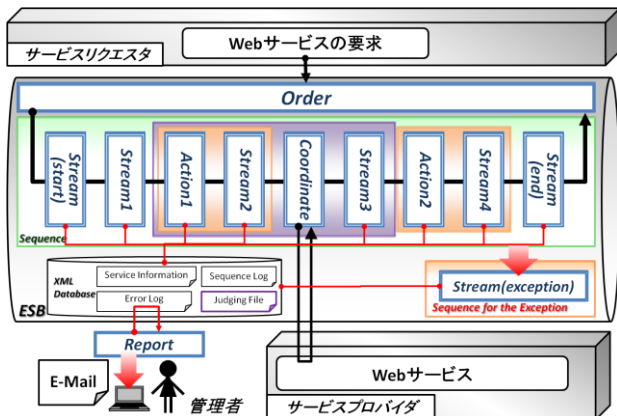 Webサービスの要求
サービスリクエスタ
Order
Stream
(start)
Stream1
Action1
Stream2
Coordinate
Stream3
Action2
Stream4
Stream
(end)
Sequence
XML
Database
Service Information
Sequence Log
Error Log
Judging File
ESB
Stream(exception)
Sequence for the Exception
Report
E-Mail
管理者
Webサービス
サービスプロバイダ